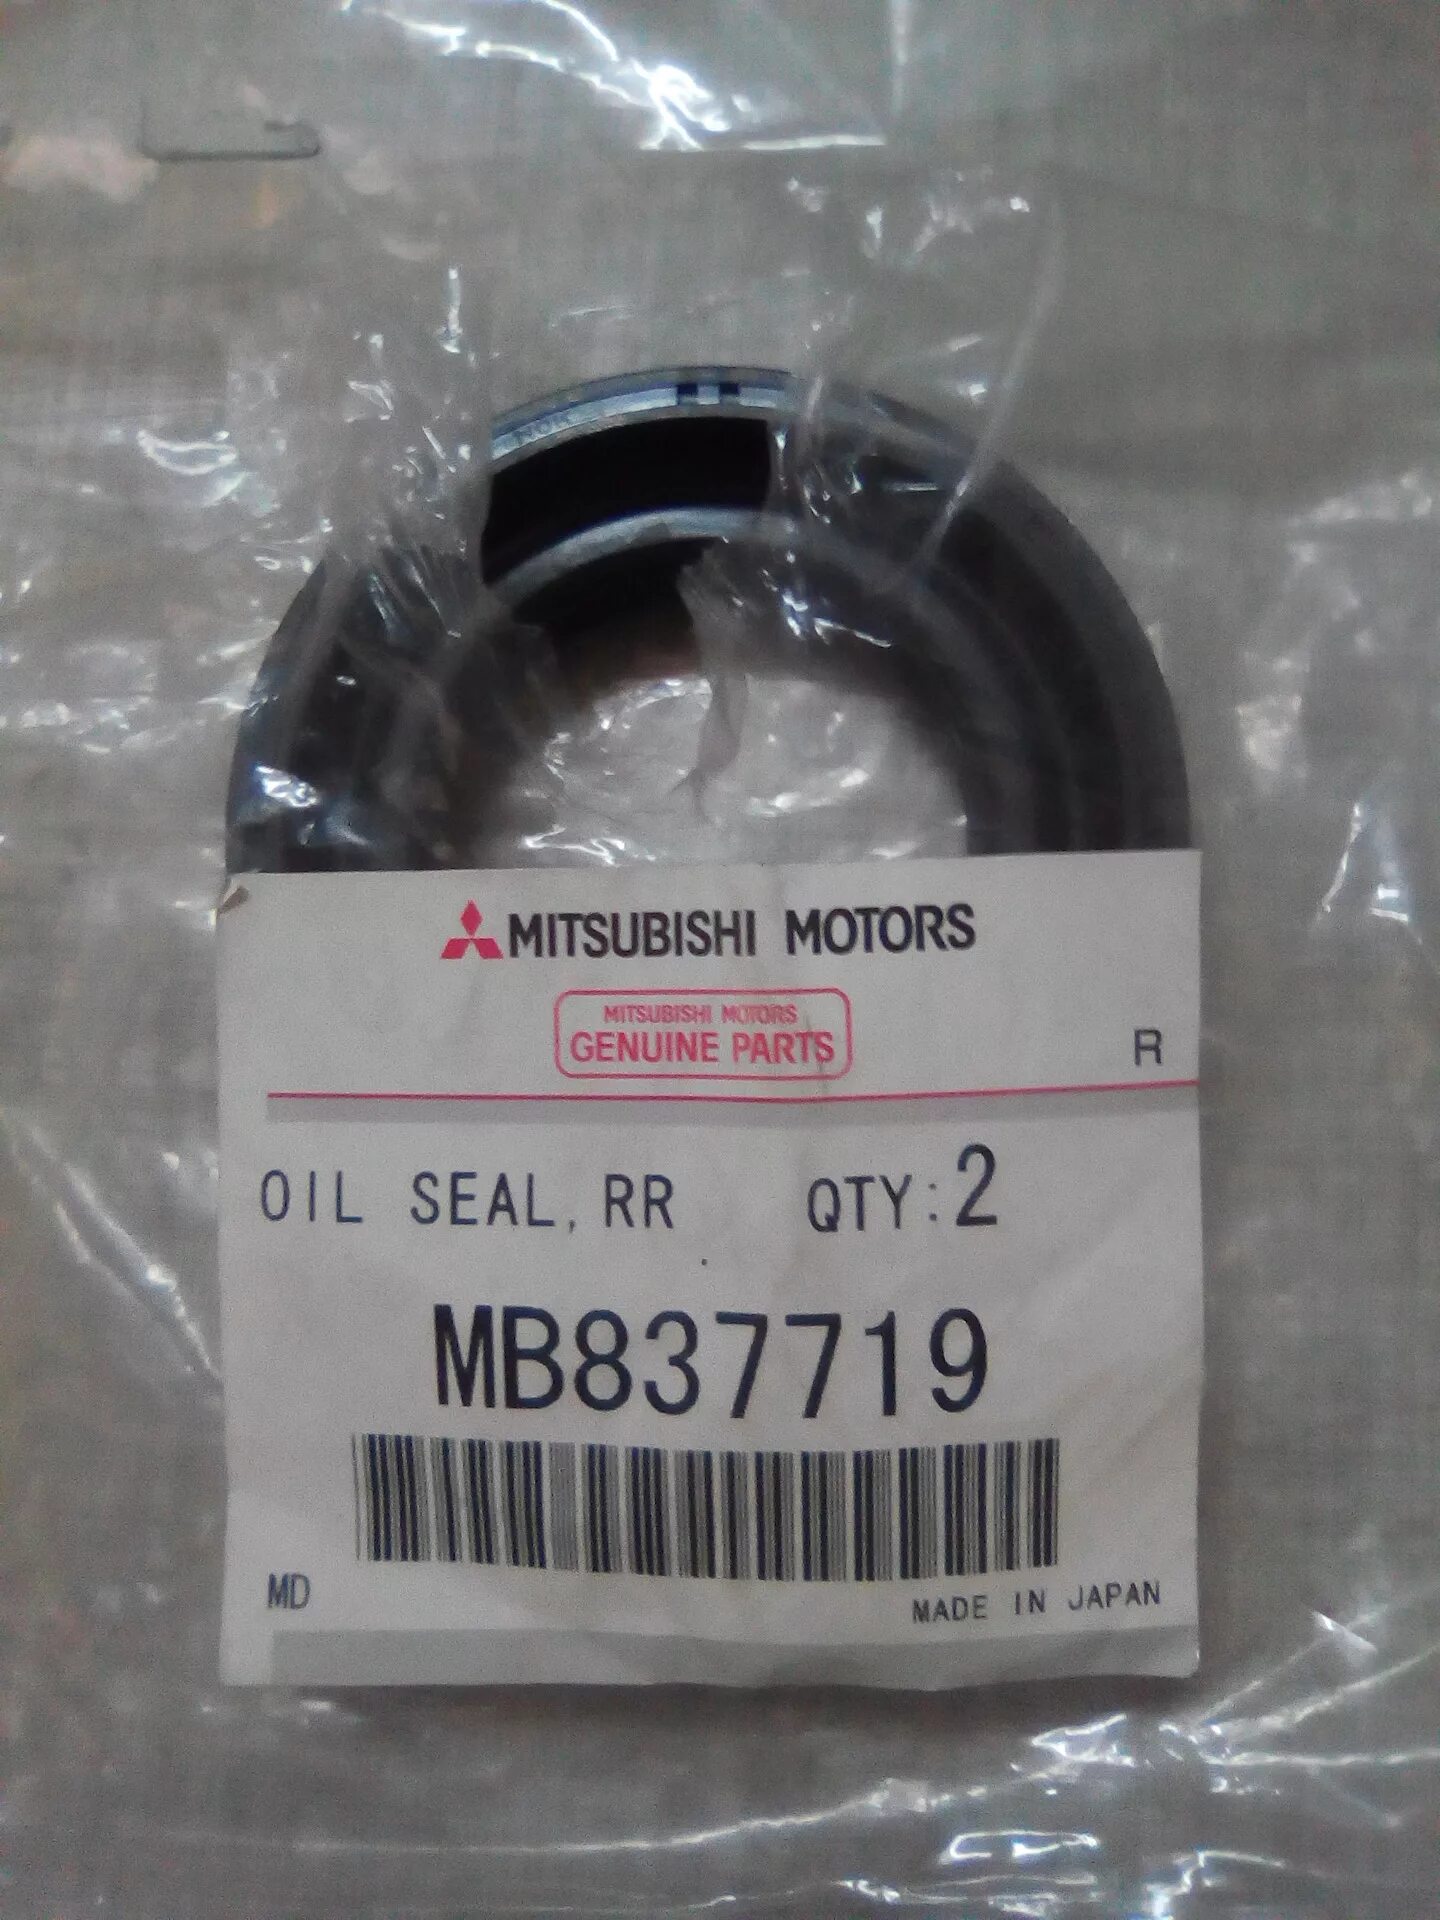 MITSUBISHI MOTORS
MITSUBISHI MOTORS
GENUINE PARTS
R
OIL SEAL, RR QTY:2
MB837719
MD MADE IN JAPAN